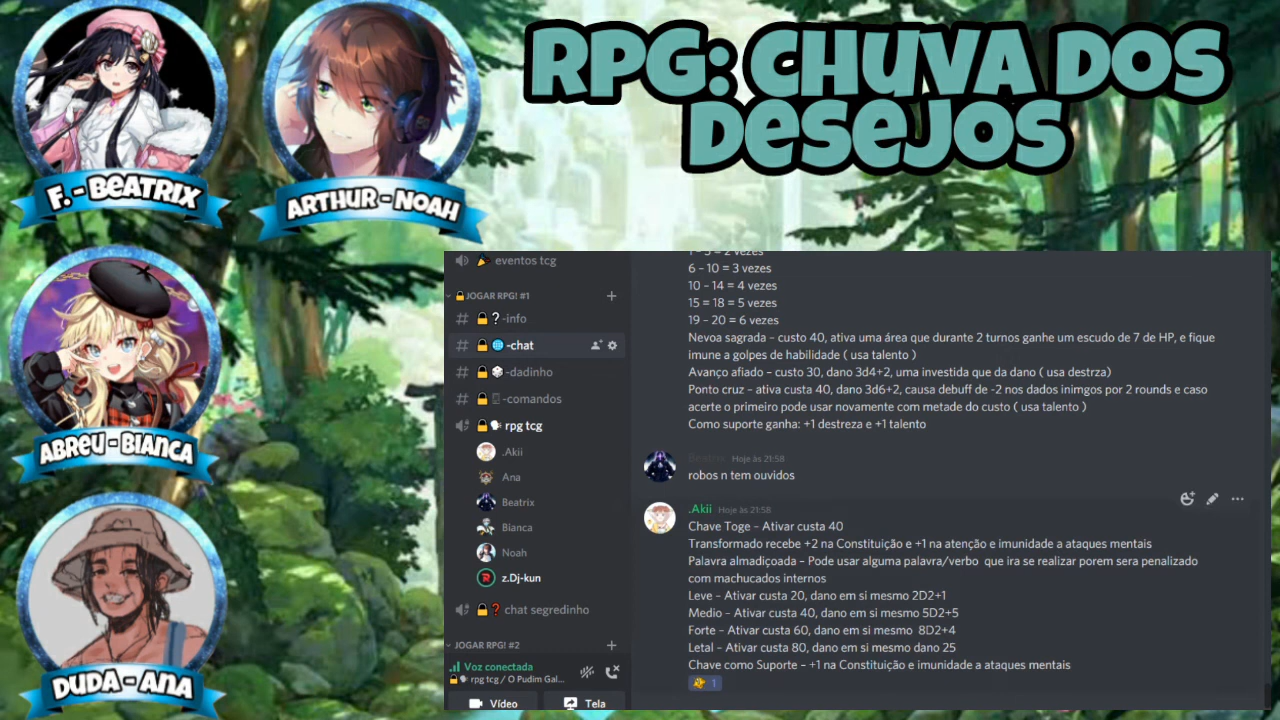 RPG: CHUVA DOS
DESEJOS
F. - BEATRIX
ARTHUR - NOAH
ABREU - BIANCA
DUDA - ANA
eventos tcg
JOGAR RPG! #1
-info
-chat
-dadinho
-comandos
rpg tcg
.Akii
Ana
Beatrix
Bianca
Noah
z.Dj-kun
chat segredinho
JOGAR RPG! #2
Voz conectada
rpg tcg / O Pudim Gal...
Vídeo
Tela
1 - 5 = 2 vezes
6 - 10 = 3 vezes
10 - 14 = 4 vezes
15 = 18 = 5 vezes
19 - 20 = 6 vezes
Nevoa sagrada - custo 40, ativa uma área que durante 2 turnos ganhe um escudo de 7 de HP, e fique
imune a golpes de habilidade ( usa talento )
Avanço afiado - custo 30, dano 3d4+2, uma investida que da dano ( usa destrza)
Ponto cruz - ativa custa 40, dano 3d6+2, causa debuff de -2 nos dados inimgos por 2 rounds e caso
acerte o primeiro pode usar novamente com metade do custo ( usa talento )
Como suporte ganha: +1 destreza e +1 talento
Beatrix Hoje às 21:58
robos n tem ouvidos
.Akii Hoje às 21:58
Chave Toge - Ativar custa 40
Transformado recebe +2 na Constituição e +1 na atenção e imunidade a ataques mentais
Palavra almadiçoada - Pode usar alguma palavra/verbo que ira se realizar porem sera penalizado
com machucados internos
Leve - Ativar custa 20, dano em si mesmo 2D2+1
Medio - Ativar custa 40, dano em si mesmo 5D2+5
Forte - Ativar custa 60, dano em si mesmo 8D2+4
Letal - Ativar custa 80, dano em si mesmo dano 25
Chave como Suporte - +1 na Constituição e imunidade a ataques mentais
1